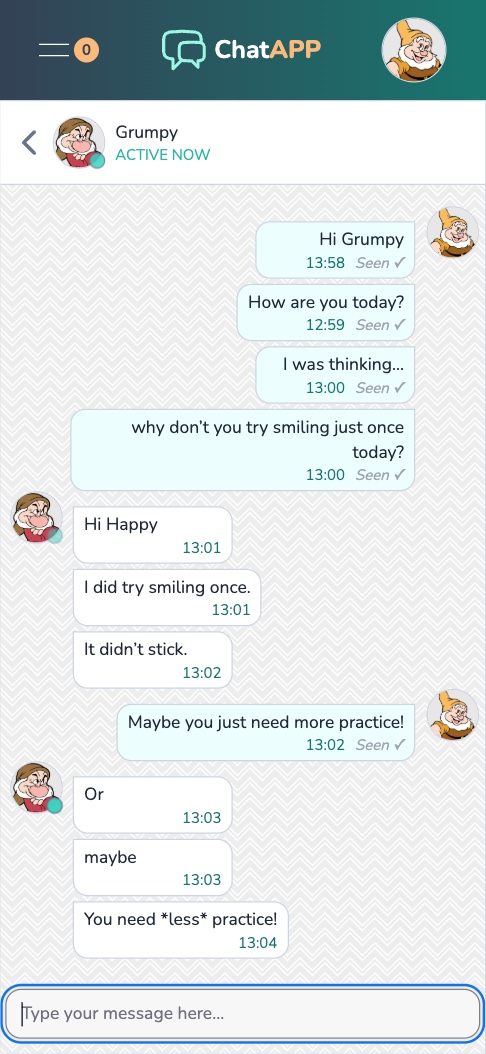 0 ChatAPP
Grumpy
ACTIVE NOW
Hi Grumpy
13:58 Seen ✓
How are you today?
12:59 Seen ✓
I was thinking...
13:00 Seen ✓
why don’t you try smiling just once
today?
13:00 Seen ✓
Hi Happy
13:01
I did try smiling once.
13:01
It didn’t stick.
13:02
Maybe you just need more practice!
13:02 Seen ✓
Or
13:03
maybe
13:03
You need *less* practice!
13:04
Type your message here...